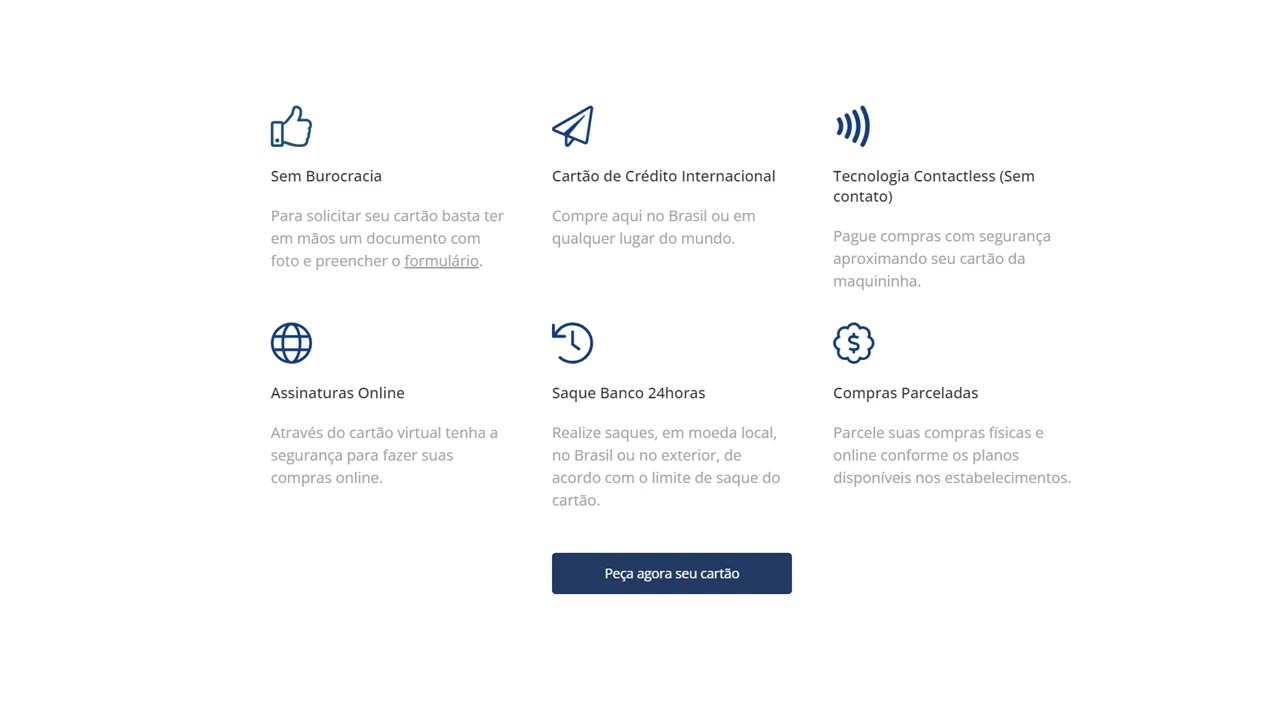 Sem Burocracia
Para solicitar seu cartão basta ter
em mãos um documento com
foto e preencher o formulário.
Cartão de Crédito Internacional
Compre aqui no Brasil ou em
qualquer lugar do mundo.
Tecnologia Contactless (Sem
contato)
Pague compras com segurança
aproximando seu cartão da
maquininha.
Assinaturas Online
Através do cartão virtual tenha a
segurança para fazer suas
compras online.
Saque Banco 24horas
Realize saques, em moeda local,
no Brasil ou no exterior, de
acordo com o limite de saque do
cartão.
Compras Parceladas
Parcele suas compras físicas e
online conforme os planos
disponíveis nos estabelecimentos.
Peça agora seu cartão